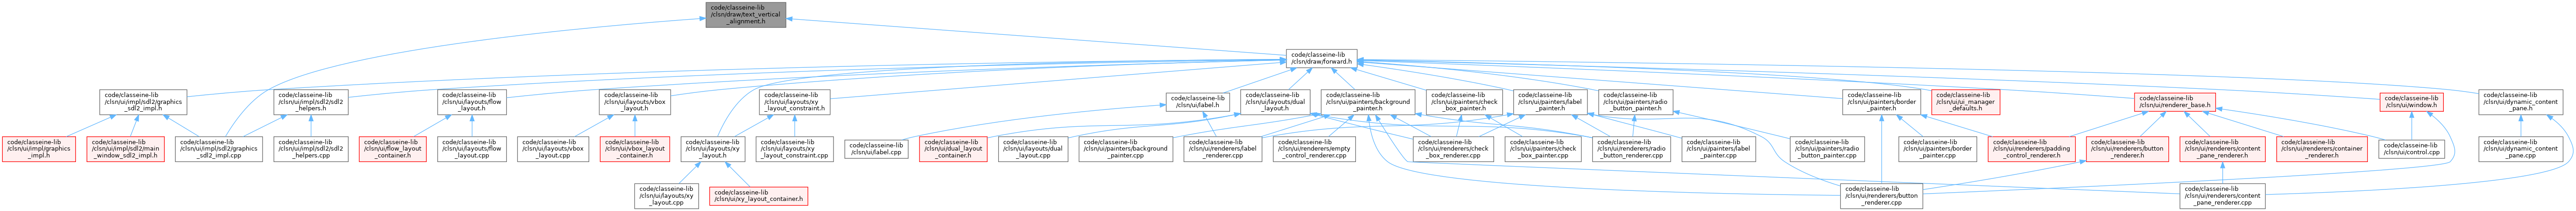 code/classeine-lib
/clsn/draw/text_vertical
_alignment.h
code/classeine-lib
/clsn/draw/forward.h
code/classeine-lib
/clsn/ui/impl/sdl2/graphics
_sdl2_impl.h
code/classeine-lib
/clsn/ui/impl/sdl2/sdl2
_helpers.h
code/classeine-lib
/clsn/ui/layouts/flow
_layout.h
code/classeine-lib
/clsn/ui/layouts/vbox
_layout.h
code/classeine-lib
/clsn/ui/layouts/xy
_layout_constraint.h
code/classeine-lib
/clsn/ui/label.h
code/classeine-lib
/clsn/ui/layouts/dual
_layout.h
code/classeine-lib
/clsn/ui/painters/background
_painter.h
code/classeine-lib
/clsn/ui/painters/check
_box_painter.h
code/classeine-lib
/clsn/ui/painters/label
_painter.h
code/classeine-lib
/clsn/ui/painters/radio
_button_painter.h
code/classeine-lib
/clsn/ui/painters/border
_painter.h
code/classeine-lib
/clsn/ui/ui_manager
_defaults.h
code/classeine-lib
/clsn/ui/renderer_base.h
code/classeine-lib
/clsn/ui/window.h
code/classeine-lib
/clsn/ui/dynamic_content
_pane.h
code/classeine-lib
/clsn/ui/impl/graphics
_impl.h
code/classeine-lib
/clsn/ui/impl/sdl2/main
_window_sdl2_impl.h
code/classeine-lib
/clsn/ui/impl/sdl2/graphics
_sdl2_impl.cpp
code/classeine-lib
/clsn/ui/impl/sdl2/sdl2
_helpers.cpp
code/classeine-lib
/clsn/ui/flow_layout
_container.h
code/classeine-lib
/clsn/ui/layouts/flow
_layout.cpp
code/classeine-lib
/clsn/ui/layouts/vbox
_layout.cpp
code/classeine-lib
/clsn/ui/vbox_layout
_container.h
code/classeine-lib
/clsn/ui/layouts/xy
_layout.h
code/classeine-lib
/clsn/ui/layouts/xy
_layout_constraint.cpp
code/classeine-lib
/clsn/ui/label.cpp
code/classeine-lib
/clsn/ui/dual_layout
_container.h
code/classeine-lib
/clsn/ui/layouts/dual
_layout.cpp
code/classeine-lib
/clsn/ui/painters/background
_painter.cpp
code/classeine-lib
/clsn/ui/renderers/label
_renderer.cpp
code/classeine-lib
/clsn/ui/renderers/empty
_control_renderer.cpp
code/classeine-lib
/clsn/ui/renderers/check
_box_renderer.cpp
code/classeine-lib
/clsn/ui/painters/check
_box_painter.cpp
code/classeine-lib
/clsn/ui/renderers/radio
_button_renderer.cpp
code/classeine-lib
/clsn/ui/painters/label
_painter.cpp
code/classeine-lib
/clsn/ui/painters/radio
_button_painter.cpp
code/classeine-lib
/clsn/ui/painters/border
_painter.cpp
code/classeine-lib
/clsn/ui/renderers/padding
_control_renderer.h
code/classeine-lib
/clsn/ui/renderers/button
_renderer.h
code/classeine-lib
/clsn/ui/renderers/content
_pane_renderer.h
code/classeine-lib
/clsn/ui/renderers/container
_renderer.h
code/classeine-lib
/clsn/ui/control.cpp
code/classeine-lib
/clsn/ui/dynamic_content
_pane.cpp
code/classeine-lib
/clsn/ui/layouts/xy
_layout.cpp
code/classeine-lib
/clsn/ui/xy_layout_container.h
code/classeine-lib
/clsn/ui/renderers/button
_renderer.cpp
code/classeine-lib
/clsn/ui/renderers/content
_pane_renderer.cpp